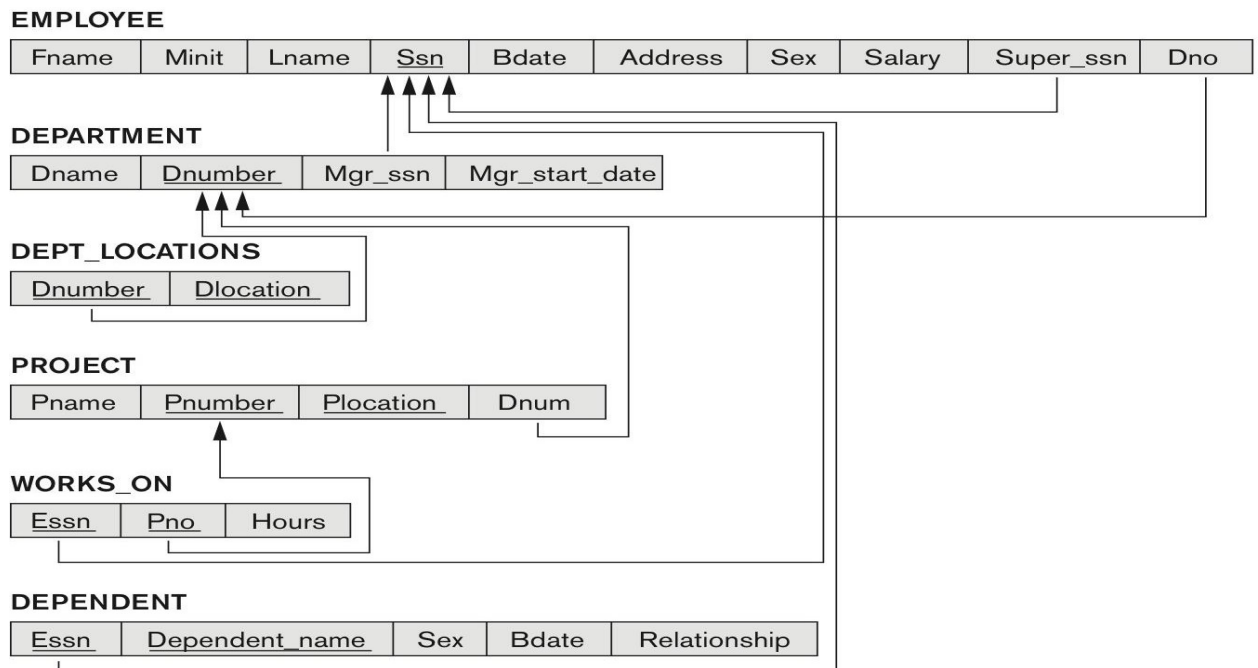 EMPLOYEE
Fname Minit Lname Ssn Bdate Address Sex Salary Super_ssn Dno
DEPARTMENT
Dname Dnumber Mgr_ssn Mgr_start_date
DEPT_LOCATIONS
Dnumber Dlocation
PROJECT
Pname Pnumber Plocation Dnum
WORKS_ON
Essn Pno Hours
DEPENDENT
Essn Dependent_name Sex Bdate Relationship